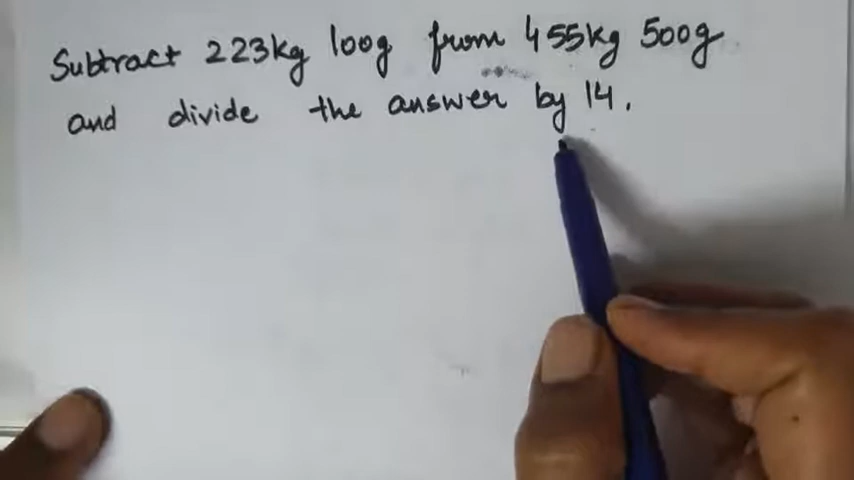 Subtract 223kg 100g from 455kg 500g
and divide the answer by 14.